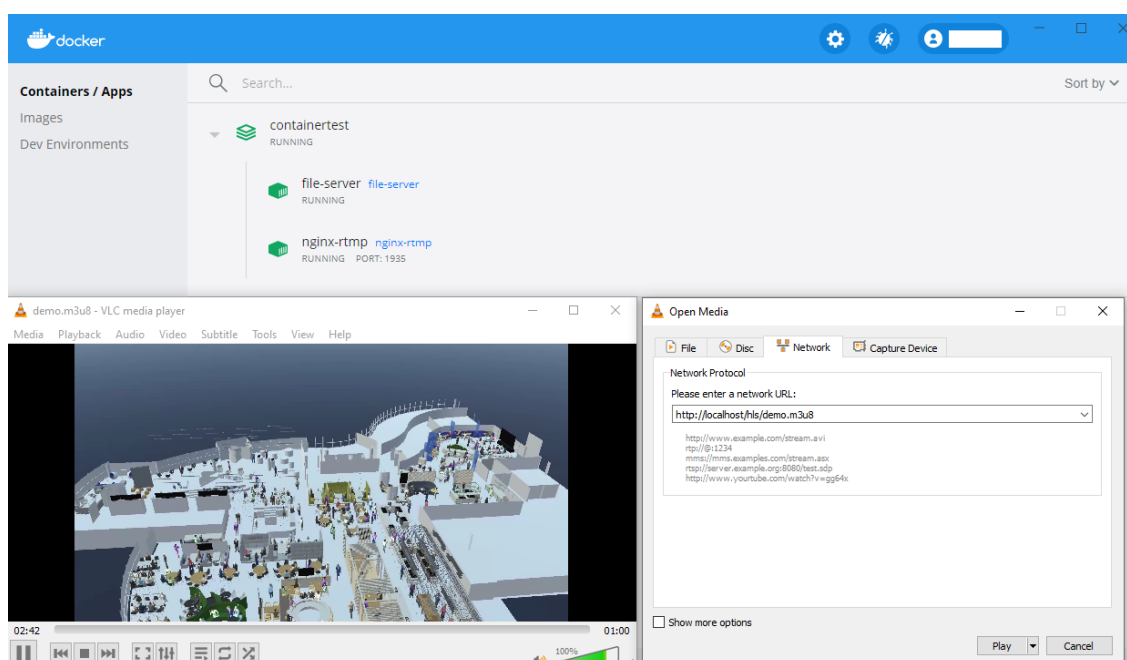 docker
Containers / Apps
Images
Dev Environments
Search...
Sort by
containertest
RUNNING
file-server file-server
RUNNING
nginx-rtmp nginx-rtmp
RUNNING PORT: 1935
demo.m3u8 - VLC media player
Media Playback Audio Video Subtitle Tools View Help
02:42
01:00
100%
Open Media
File Disc Network Capture Device
Network Protocol
Please enter a network URL:
http://localhost/hls/demo.m3u8
http://www.example.com/stream.avi
rtp://@:1234
mms://mms.examples.com/stream.asx
rtsp://server.example.org:8080/test.sdp
http://www.yourtube.com/watch?v=gg64x
Show more options
Play Cancel